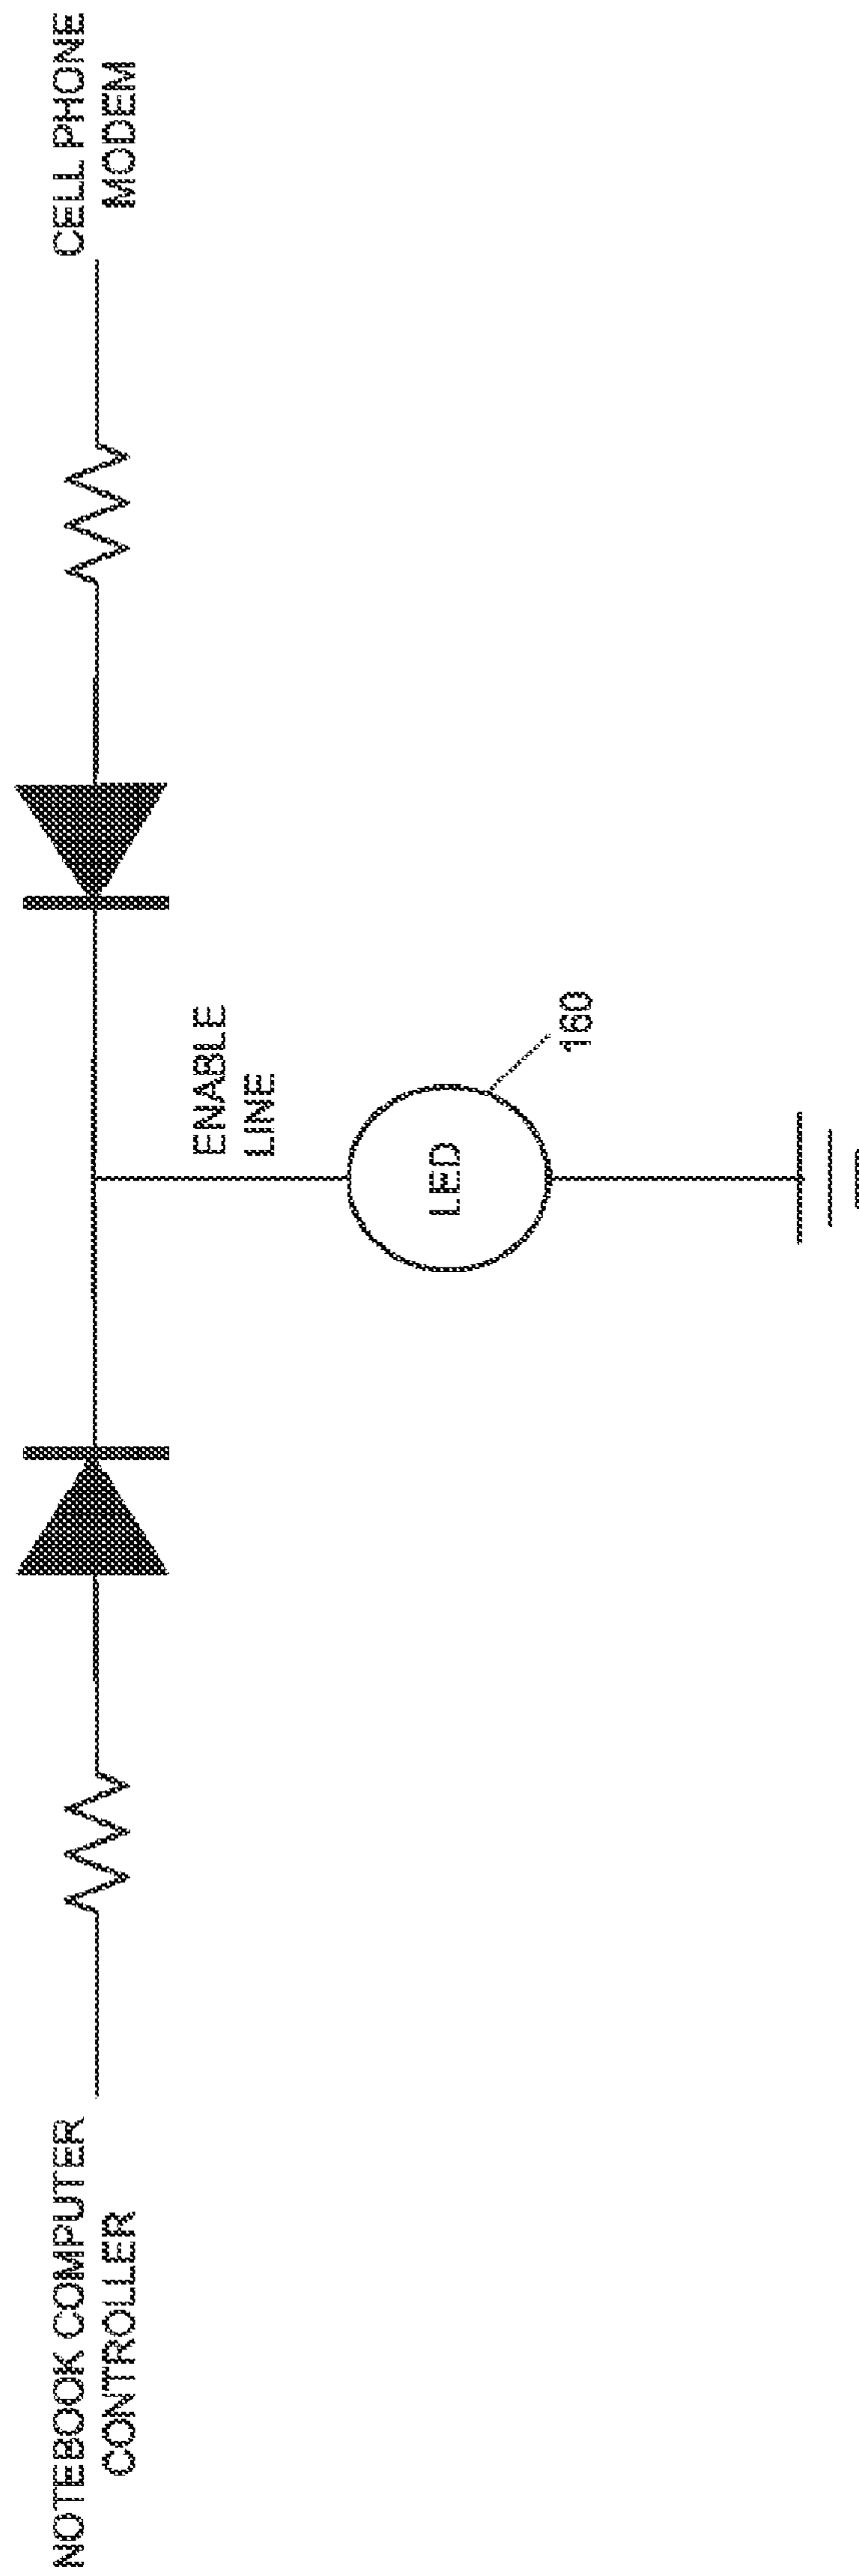 NOTEBOOK COMPUTER
CONTROLLER
ENABLE
LINE
CELL PHONE
MODEM
LED
160